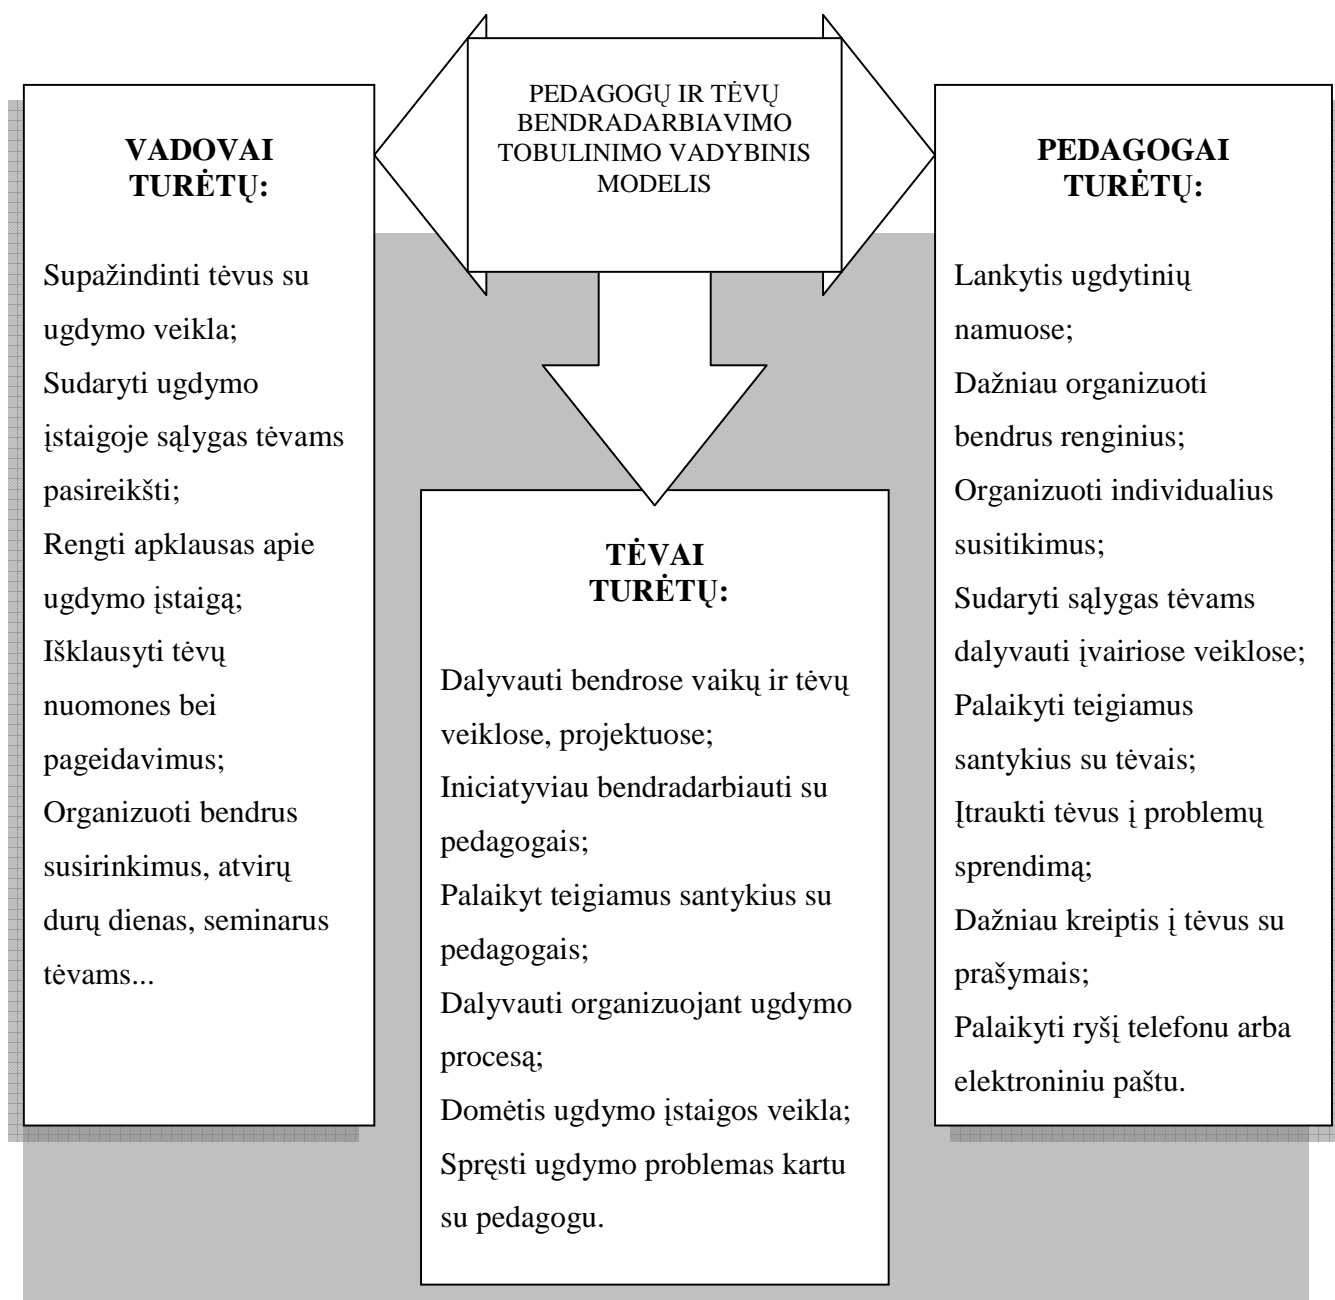 PEDAGOGŲ IR TĖVŲ
BENDRADARBIAVIMO
TOBULINIMO VADYBINIS
MODELIS
VADOVAI
TURĖTŲ:
Supažindinti tėvus su
ugdymo veikla;
Sudaryti ugdymo
įstaigoje sąlygas tėvams
pasireikšti;
Rengti apklausas apie
ugdymo įstaigą;
Išklausyti tėvų
nuomones bei
pageidavimus;
Organizuoti bendrus
susirinkimus, atvirų
durų dienas, seminarus
tėvams...
TĖVAI
TURĖTŲ:
Dalyvauti bendrose vaikų ir tėvų
veiklose, projektuose;
Iniciatyviau bendradarbiauti su
pedagogais;
Palaikyt teigiamus santykius su
pedagogais;
Dalyvauti organizuojant ugdymo
procesą;
Domėtis ugdymo įstaigos veikla;
Spręsti ugdymo problemas kartu
su pedagogu.
PEDAGOGAI
TURĖTŲ:
Lankytis ugdytinių
namuose;
Dažniau organizuoti
bendrus renginius;
Organizuoti individualius
susitikimus;
Sudaryti sąlygas tėvams
dalyvauti įvairiose veiklose;
Palaikyti teigiamus
santykius su tėvais;
Įtraukti tėvus į problemų
sprendimą;
Dažniau kreiptis į tėvus su
prašymais;
Palaikyti ryšį telefonu arba
elektroniniu paštu.